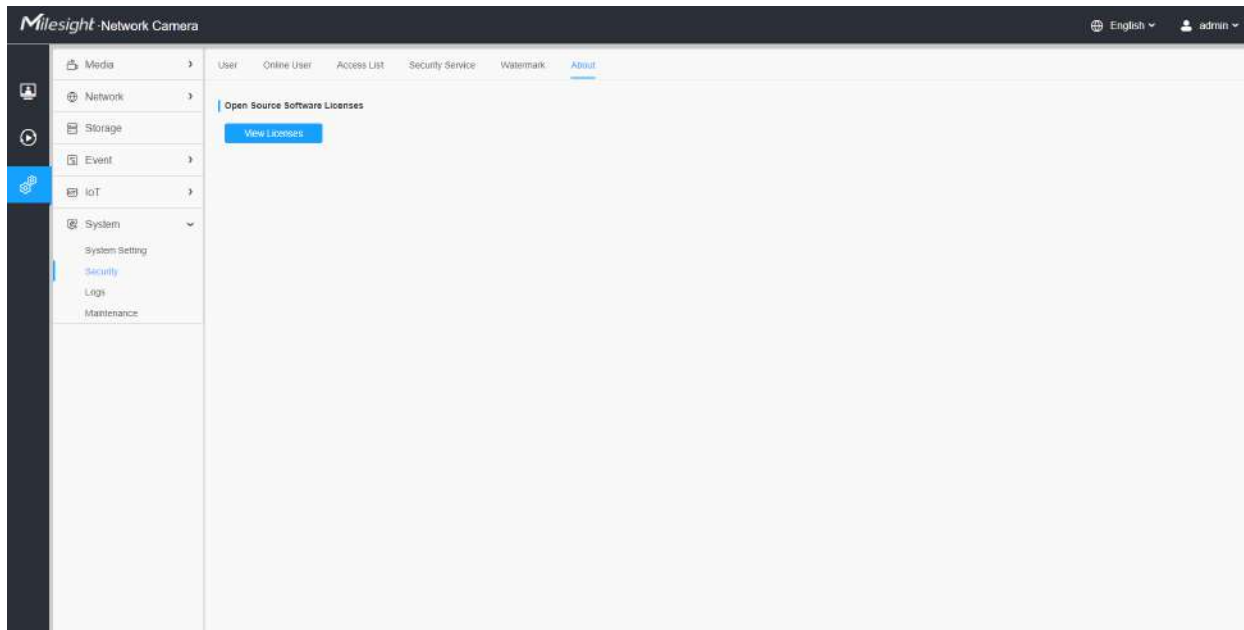 Milesight -Network Camera
English
admin
Media
User
Online User
Access List
Security Service
Watermark
About
Network
Open Source Software Licenses
Storage
View Licenses
Event
IoT
System
System Setting
Security
Logs
Maintenance